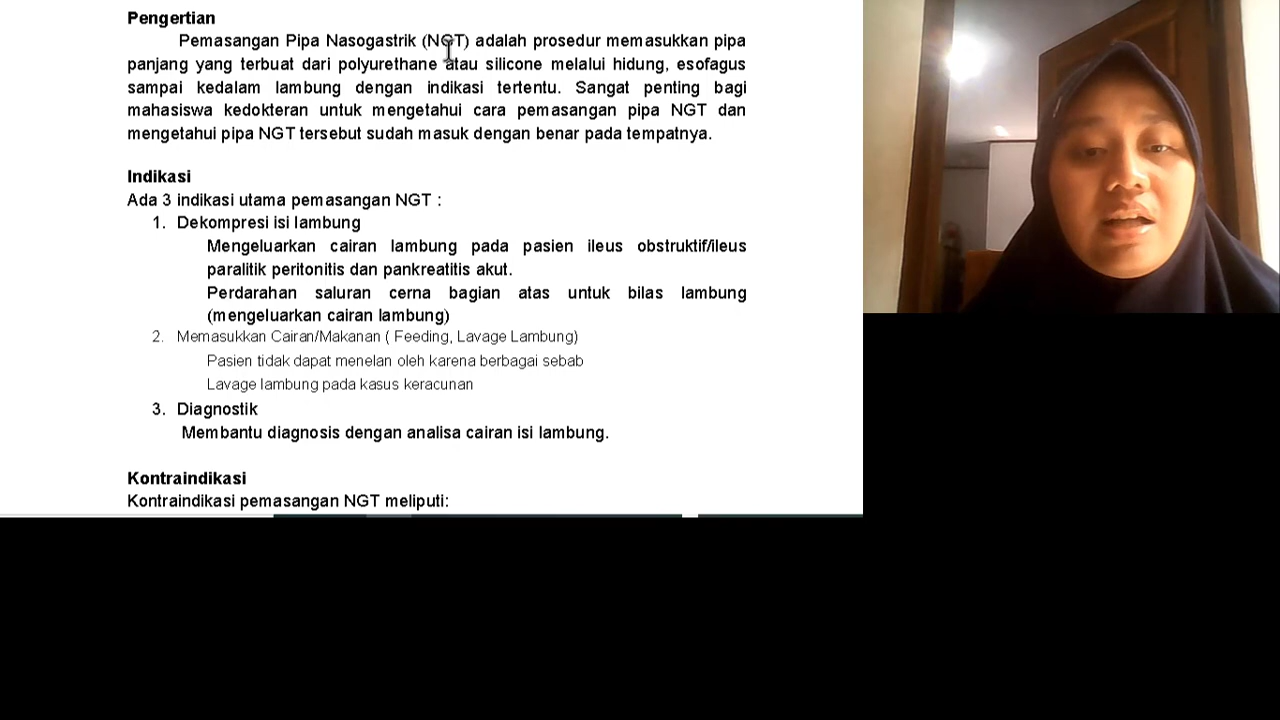 Pengertian
Pemasangan Pipa Nasogastrik (NGT) adalah prosedur memasukkan pipa
panjang yang terbuat dari polyurethane atau silicone melalui hidung, esofagus
sampai kedalam lambung dengan indikasi tertentu. Sangat penting bagi
mahasiswa kedokteran untuk mengetahui cara pemasangan pipa NGT dan
mengetahui pipa NGT tersebut sudah masuk dengan benar pada tempatnya.
Indikasi
Ada 3 indikasi utama pemasangan NGT :
1. Dekompresi isi lambung
Mengeluarkan cairan lambung pada pasien ileus obstruktif/ileus
paralitik peritonitis dan pankreatitis akut.
Perdarahan saluran cerna bagian atas untuk bilas lambung
(mengeluarkan cairan lambung)
2. Memasukkan Cairan/Makanan ( Feeding, Lavage Lambung)
Pasien tidak dapat menelan oleh karena berbagai sebab
Lavage lambung pada kasus keracunan
3. Diagnostik
Membantu diagnosis dengan analisa cairan isi lambung.
Kontraindikasi
Kontraindikasi pemasangan NGT meliputi: